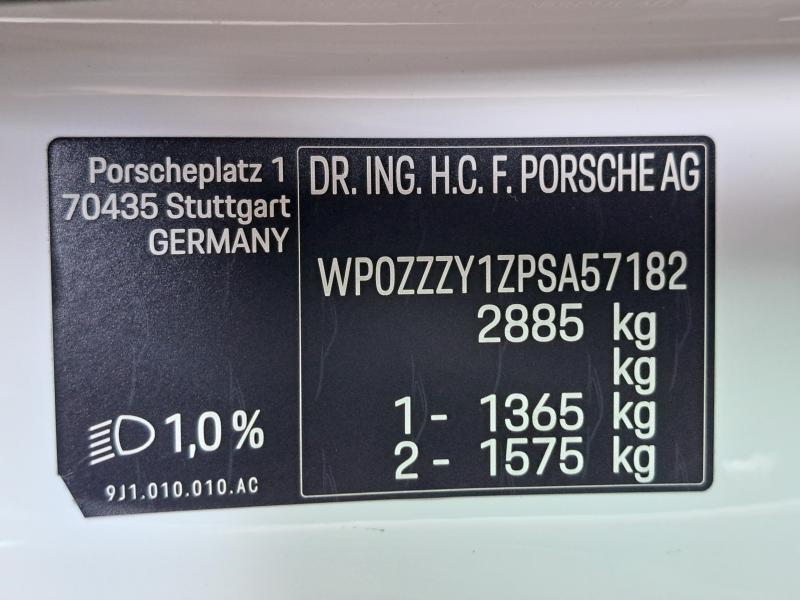 Porscheplatz 1
70435 Stuttgart
GERMANY
1,0 %
9J1.010.010.AC
DR. ING. H.C. F. PORSCHE AG
WP0ZZZY1ZPSA57182
2885 kg
kg
1 - 1365 kg
2 - 1575 kg